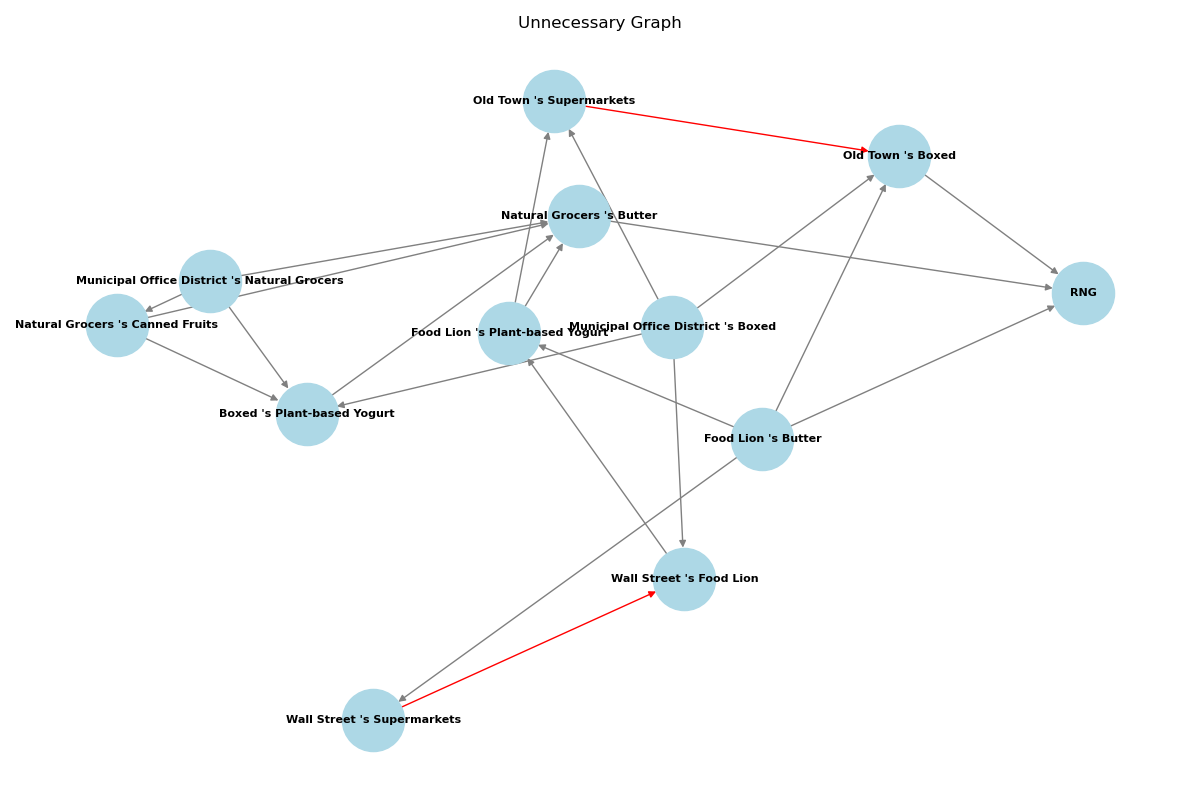 Unnecessary Graph
Old Town 's Supermarkets
Old Town 's Boxed
Natural Grocers 's Butter
Municipal Office District 's Natural Grocers
RNG
Natural Grocers 's Canned Fruits
Food Lion 's Plant-based Yogurt
Municipal Office District 's Boxed
Boxed 's Plant-based Yogurt
Food Lion 's Butter
Wall Street 's Food Lion
Wall Street 's Supermarkets